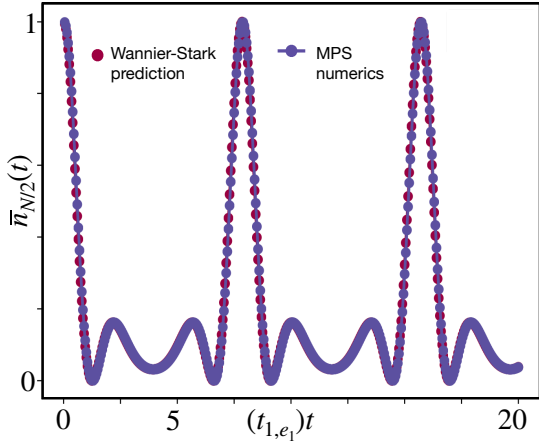 1
Wannier-Stark
prediction
MPS
numerics
n̅_{N/2}(t)
0
0 5 (t_{1,e_1})t 20